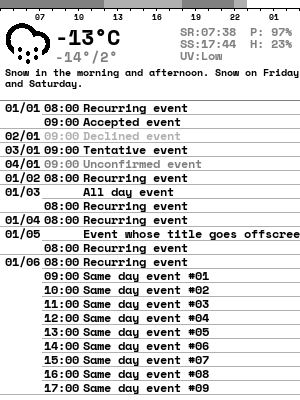 07 10 13 16 19 22 01
-13°C
-14°/2°
SR:07:38 P: 97%
SS:17:44 H: 23%
UV:Low
Snow in the morning and afternoon. Snow on Friday
and Saturday.
01/01 08:00 Recurring event
09:00 Accepted event
02/01 09:00 Declined event
03/01 09:00 Tentative event
04/01 09:00 Unconfirmed event
01/02 08:00 Recurring event
01/03 All day event
08:00 Recurring event
01/04 08:00 Recurring event
01/05 Event whose title goes offscree
08:00 Recurring event
01/06 08:00 Recurring event
09:00 Same day event #01
10:00 Same day event #02
11:00 Same day event #03
12:00 Same day event #04
13:00 Same day event #05
14:00 Same day event #06
15:00 Same day event #07
16:00 Same day event #08
17:00 Same day event #09